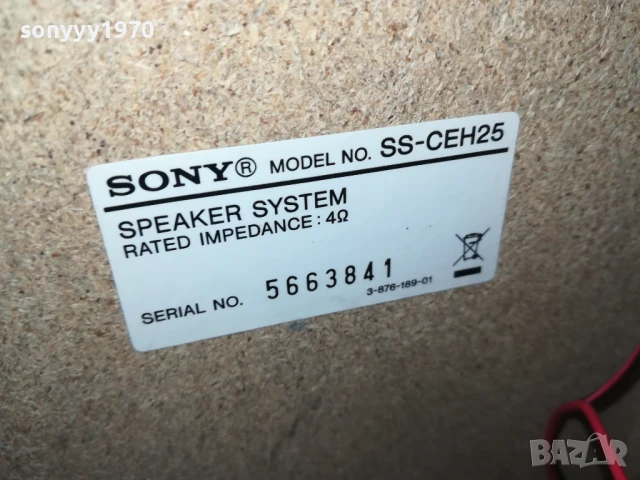 sonyyy1970
SONY® MODEL NO. SS-CEH25
SPEAKER SYSTEM
RATED IMPEDANCE : 4Ω
SERIAL NO. 5663841
3-876-189-01
BAZAR